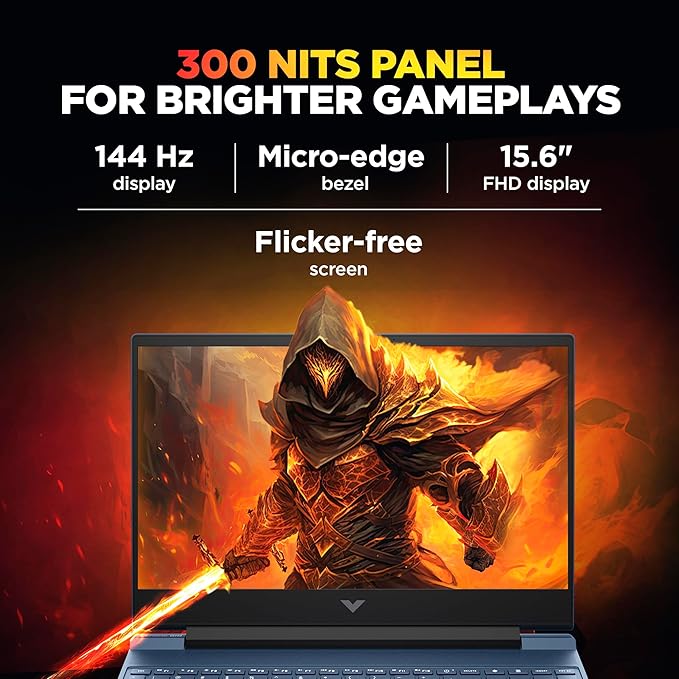 300 NITS PANEL
FOR BRIGHTER GAMEPLAYS
144 Hz
display
Micro-edge
bezel
15.6"
FHD display
Flicker-free
screen